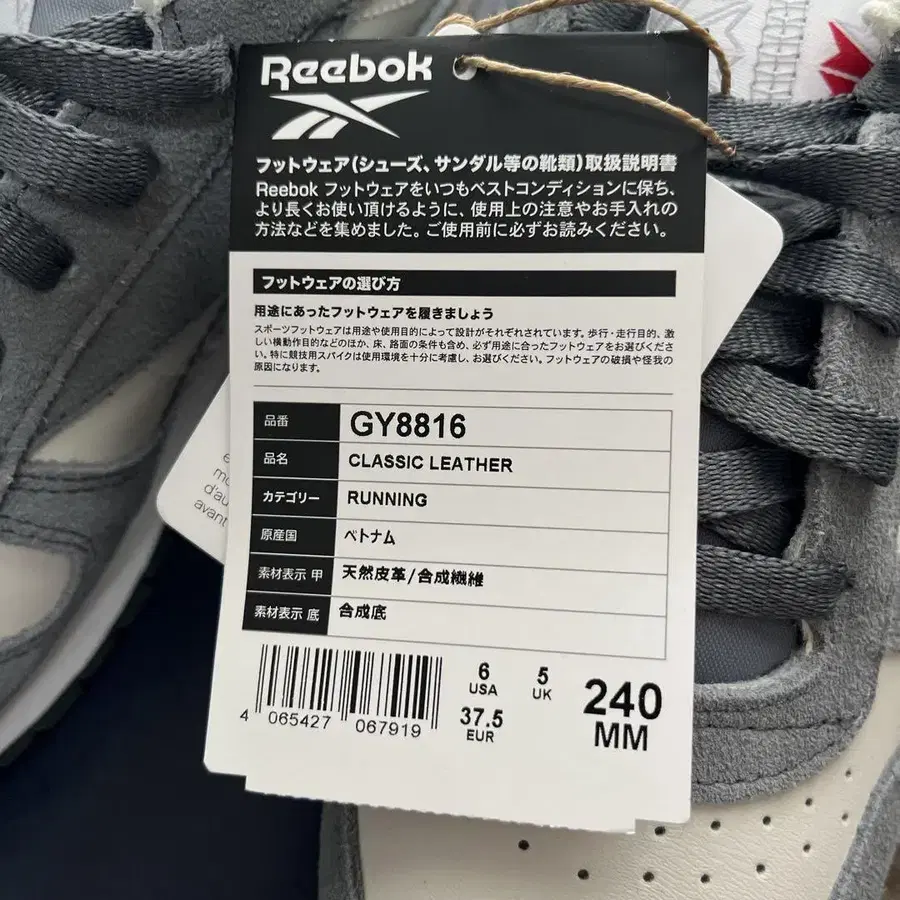 Reebok
フットウェア(シューズ、サンダル等の靴類)取扱説明書
Reebok フットウェアをいつもベストコンディションに保ち、
より長くお使い頂けるように、使用上の注意やお手入れの
方法などを集めました。ご使用前に必ずお読みください。
フットウェアの選び方
用途にあったフットウェアを履きましょう
スポーツフットウェアは用途や使用目的によって設計がそれぞれされています。歩行・走行目的、激
しい横動作目的などのほか、床、路面の条件も含め、必ず用途に合ったフットウェアをお選びくださ
い。特に競技用スパイクは使用環境を十分に考慮し、お選びください。フットウェアの破損や怪我の
原因になります。
品番 GY8816
品名 CLASSIC LEATHER
カテゴリー RUNNING
原産国 ベトナム
素材表示 甲 天然皮革/合成繊維
素材表示 底 合成底
4 065427 067919
6 USA
5 UK
37.5 EUR
240 MM
d'au
avant